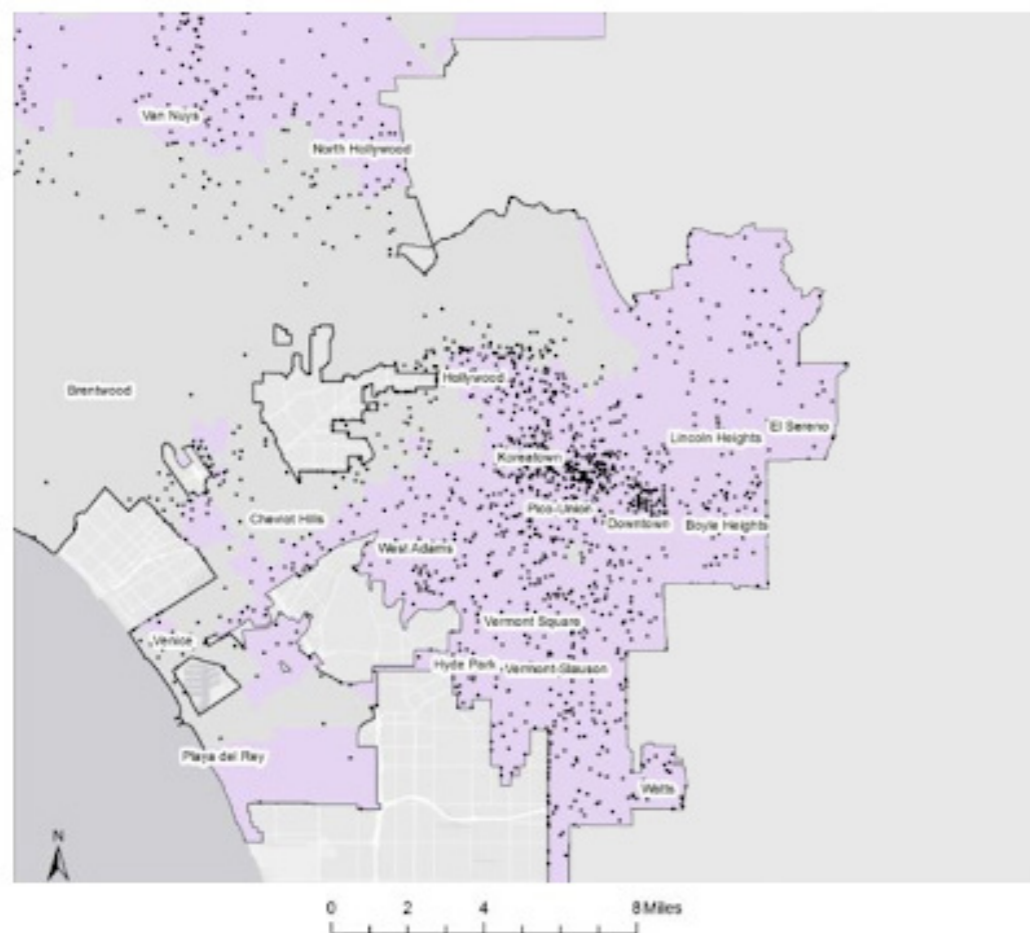 Van Nuys
North Hollywood
Brentwood
Hollywood
El Sereno
Lincoln Heights
Koreatown
Pico-Union
Downtown
Boyle Heights
Cheviot Hills
West Adams
Vermont Square
Venice
Hyde Park
Vermont-Slauson
Playa del Rey
Watts
N
0 2 4 8 Miles